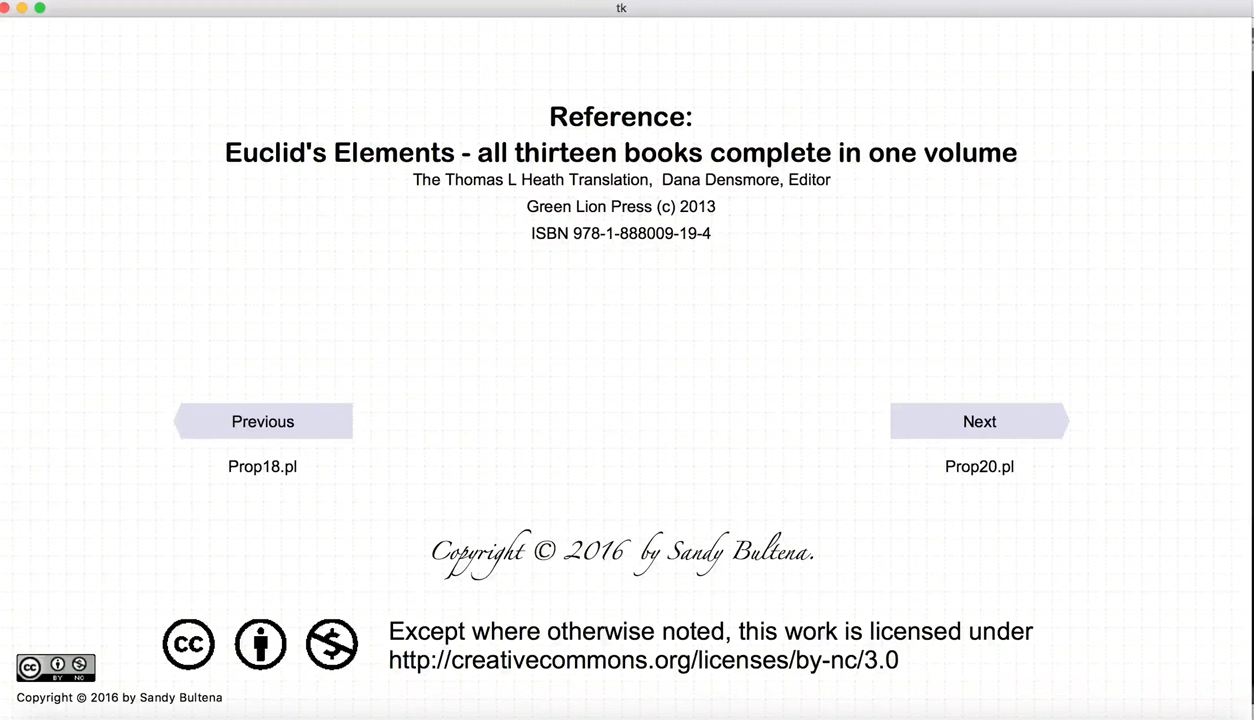 tk
Reference:
Euclid's Elements - all thirteen books complete in one volume
The Thomas L Heath Translation,  Dana Densmore, Editor
Green Lion Press (c) 2013
ISBN 978-1-888009-19-4
Previous
Next
Prop18.pl
Prop20.pl
Copyright © 2016 by Sandy Bultena.
cc
Except where otherwise noted, this work is licensed under
http://creativecommons.org/licenses/by-nc/3.0
cc BY NC
Copyright © 2016 by Sandy Bultena